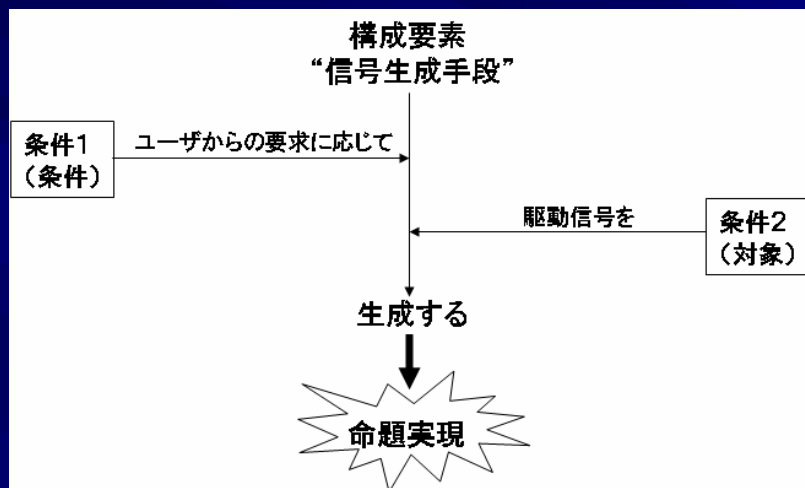 構成要素
“信号生成手段”
条件1
(条件)
ユーザからの要求に応じて
駆動信号を
条件2
(対象)
生成する
命題実現